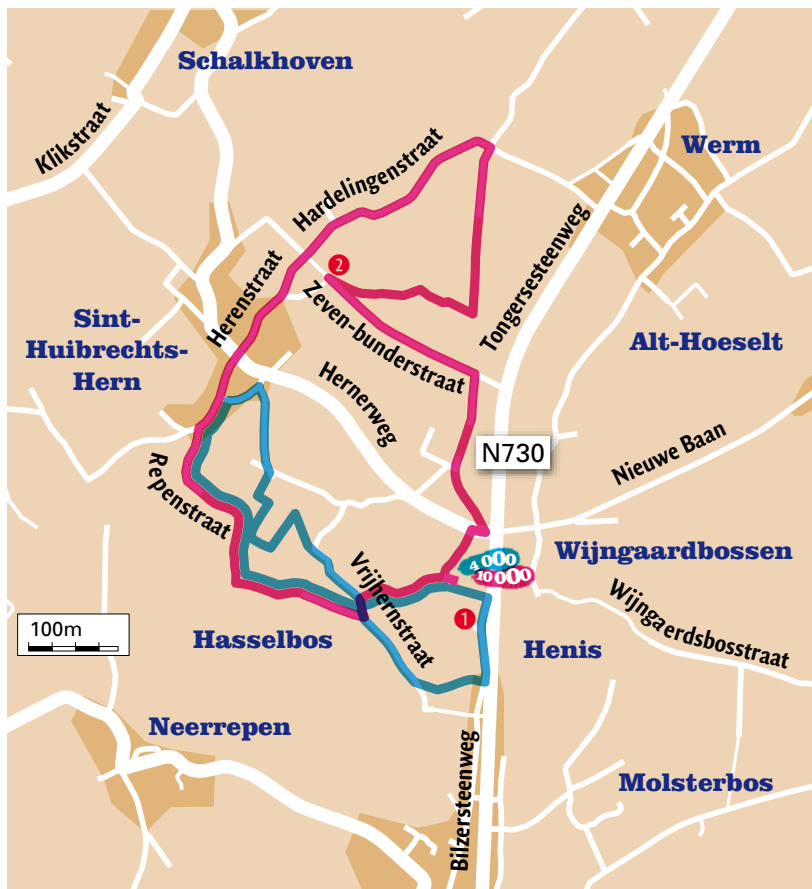 Schalkhoven
Klikstraat
Werm
Hardelingenstraat
2
Herenstraat
Zeven-bunderstraat
Tongersesteenweg
Sint-
Huibrechts-
Hern
Alt-Hoeselt
Hernerweg
N730
Nieuwe Baan
Repenstraat
Wijngaardbossen
4000
10000
Vrijhernstraat
Wijngaerdsbosstraat
100m
1
Hasselbos
Henis
Neerrepen
Bilzersteenweg
Molsterbos